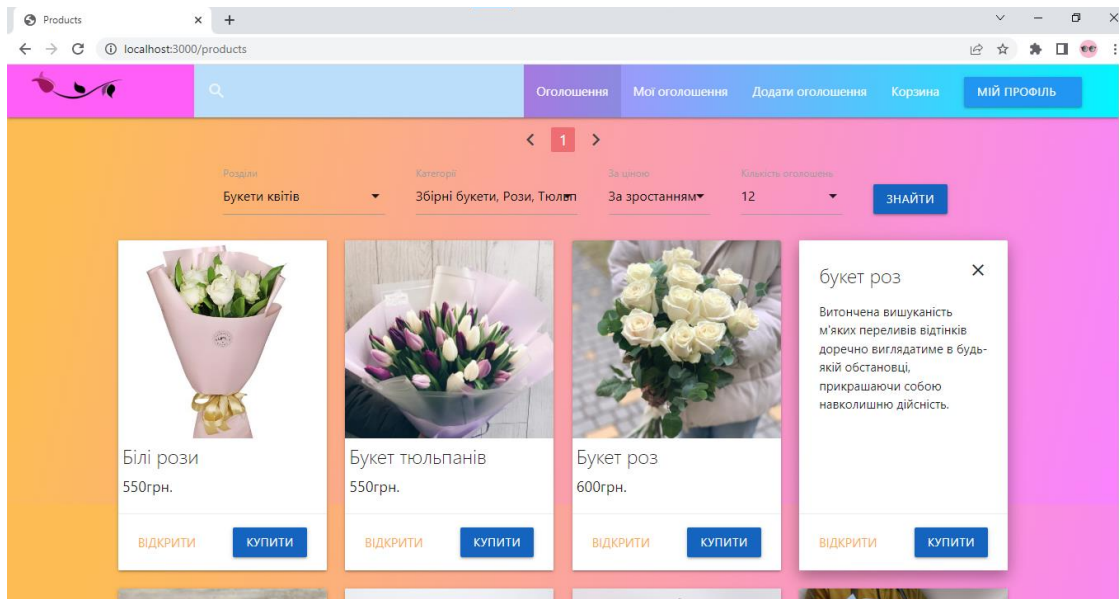 Products
localhost:3000/products
Оголошення Мої оголошення Додати оголошення Корзина МІЙ ПРОФІЛЬ
1
Розділи Категорії За ціною Кількість оголошень
Букети квітів Збірні букети, Рози, Тюльп За зростанням 12 ЗНАЙТИ
букет роз
Витончена вишуканість
м'яких переливів відтінків
доречно виглядатиме в будь-
якій обстановці,
прикрашаючи собою
навколишню дійсність.
Білі рози Букет тюльпанів Букет роз
550грн. 550грн. 600грн.
ВІДКРИТИ КУПИТИ ВІДКРИТИ КУПИТИ ВІДКРИТИ КУПИТИ ВІДКРИТИ КУПИТИ